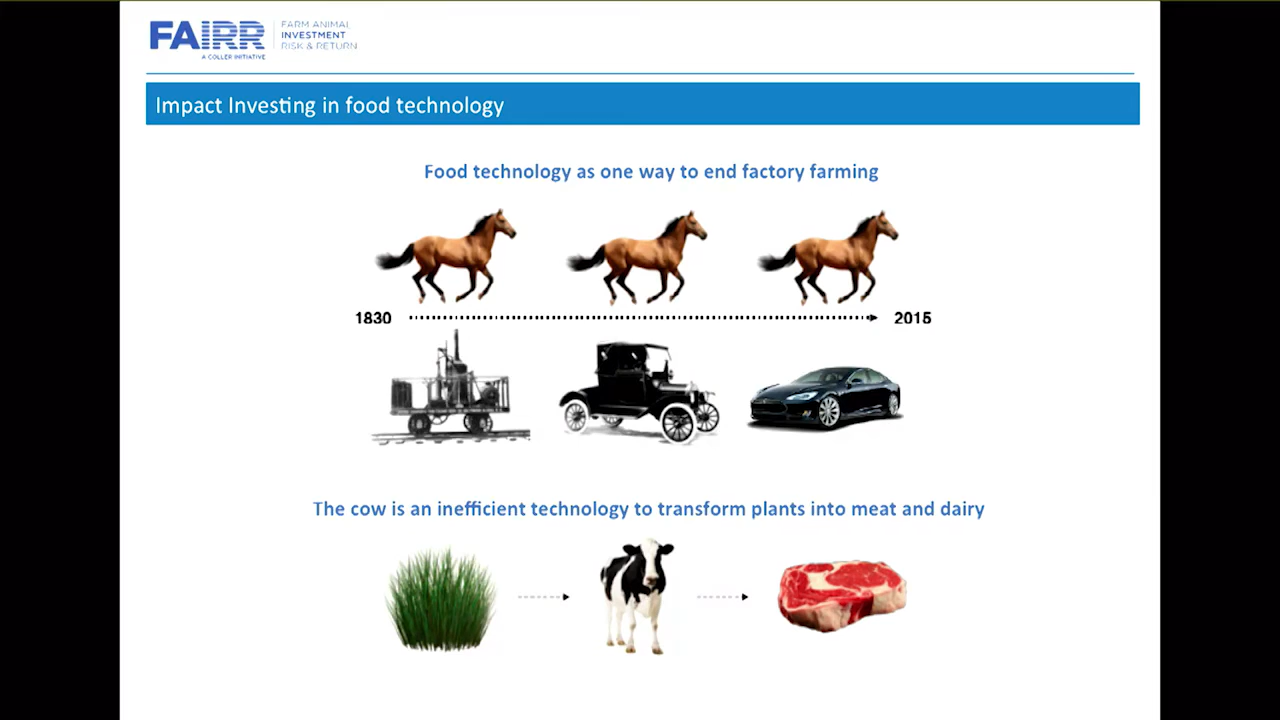 FAIRR
FARM ANIMAL
INVESTMENT
RISK & RETURN
A COLLER INITIATIVE
Impact Investing in food technology
Food technology as one way to end factory farming
1830
2015
The cow is an inefficient technology to transform plants into meat and dairy